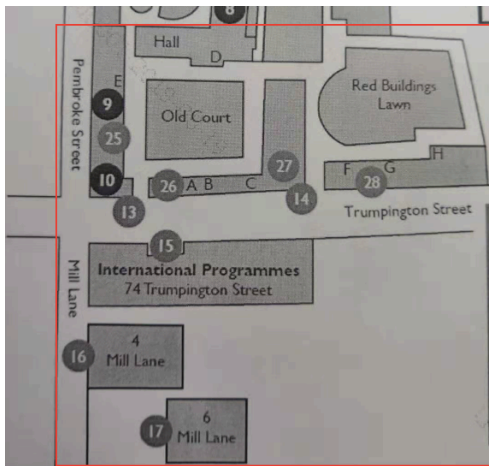 8
Hall
D
Pembroke Street
E
9
25
10
Old Court
Red Buildings
Lawn
27
26
A B C
13
14
F G H
28
Trumpington Street
15
International Programmes
74 Trumpington Street
Mill Lane
16
4
Mill Lane
17
6
Mill Lane